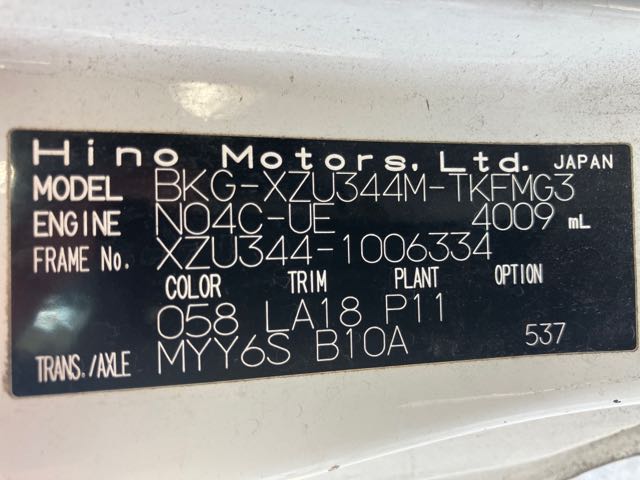 Hino Motors, Ltd. JAPAN
MODEL BKG-XZU344M-TKFMG3
ENGINE N04C-UE 4009 mL
FRAME No. XZU344-1006334
COLOR TRIM PLANT OPTION
058 LA18 P11
TRANS./AXLE MYY6S B10A 537